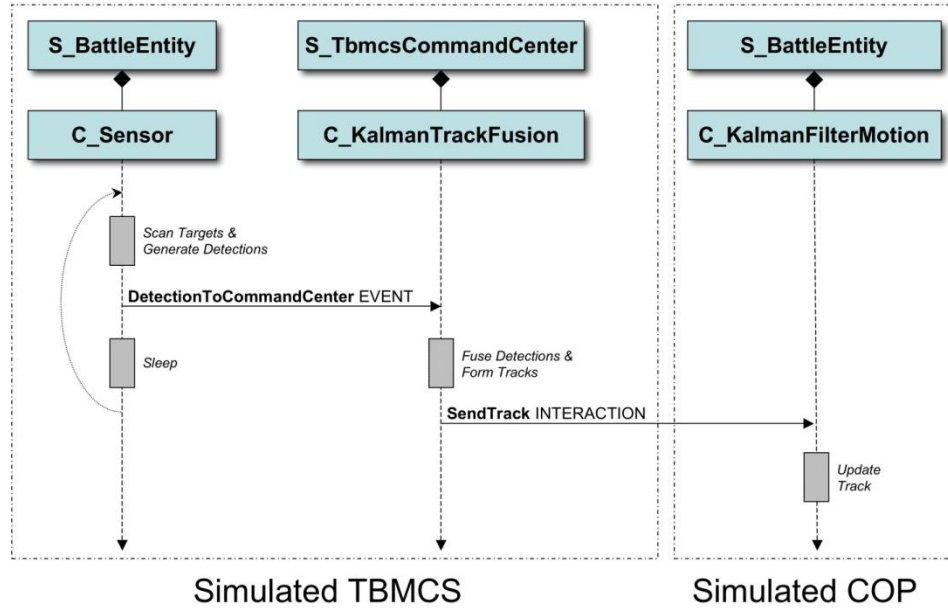 S_BattleEntity
S_TbmcsCommandCenter
S_BattleEntity
C_Sensor
C_KalmanTrackFusion
C_KalmanFilterMotion
Scan Targets &
Generate Detections
DetectionToCommandCenter EVENT
Sleep
Fuse Detections &
Form Tracks
SendTrack INTERACTION
Update
Track
Simulated TBMCS
Simulated COP